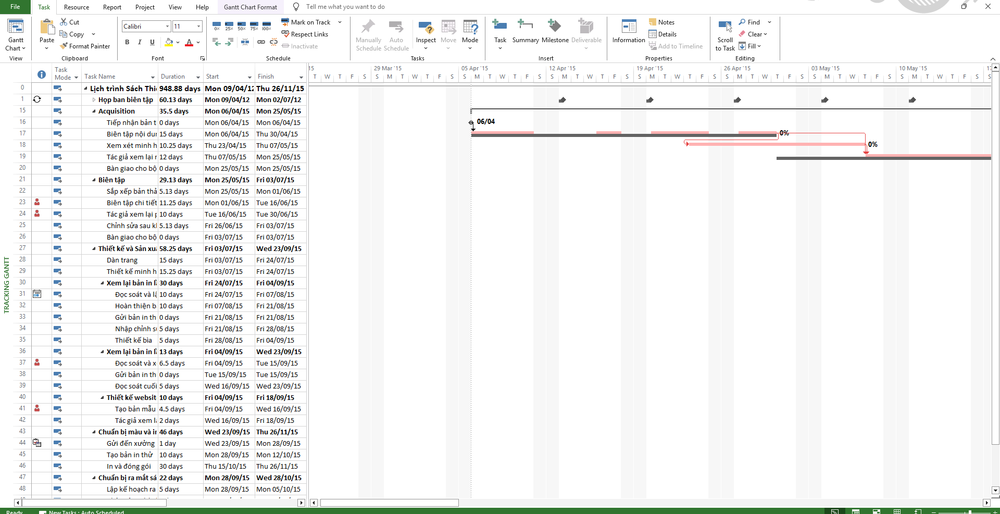 File Task Resource Report Project View Help Gantt Chart Format Tell me what you want to do
Gantt Chart
View
Paste
Cut
Copy
Format Painter
Clipboard
Calibri 11
B I U A
Font
0% 25% 50% 75% 100%
Mark on Track
Respect Links
Inactivate
Schedule
Manually Schedule
Auto Schedule
Inspect
Move
Mode
Tasks
Task
Summary
Milestone
Deliverable
Insert
Information
Notes
Details
Add to Timeline
Properties
Scroll to Task
Find
Clear
Fill
Editing
Task Mode Task Name Duration Start Finish
15 29 Mar '15 05 Apr '15 12 Apr '15 19 Apr '15 26 Apr '15 03 May '15 10 May '15 17
T W T F S S M T W T F S S M T W T F S S M T W T F S S M T W T F S S M T W T F S S M T W T F S S M T W T F S S
0 Lịch trình Sách Thi 948.88 days Mon 09/04/12 Thu 26/11/15
1 Họp ban biên tập 60.13 days Mon 09/04/12 Mon 02/07/12
15 Acquisition 35.5 days Mon 06/04/15 Mon 25/05/15
16 Tiếp nhận bản t 0 days Mon 06/04/15 Mon 06/04/15 06/04
17 Biên tập nội dun 15 days Mon 06/04/15 Thu 30/04/15 0%
18 Xem xét minh h 10.25 days Thu 23/04/15 Thu 07/05/15 0%
19 Tác giả xem lại r 12 days Thu 07/05/15 Mon 25/05/15
20 Bàn giao cho bộ 0 days Mon 25/05/15 Mon 25/05/15
21 Biên tập 29.13 days Mon 25/05/15 Fri 03/07/15
22 Sắp xếp bản thả 5.13 days Mon 25/05/15 Mon 01/06/15
23 Biên tập chi tiết 11.25 days Mon 01/06/15 Tue 16/06/15
24 Tác giả xem lại p 10 days Tue 16/06/15 Tue 30/06/15
25 Chỉnh sửa sau kh 5.13 days Fri 26/06/15 Fri 03/07/15
26 Bàn giao cho bộ 0 days Fri 03/07/15 Fri 03/07/15
27 Thiết kế và Sản xuấ 58.25 days Fri 03/07/15 Wed 23/09/15
28 Dàn trang 15 days Fri 03/07/15 Fri 24/07/15
29 Thiết kế minh h 15.25 days Fri 03/07/15 Fri 24/07/15
30 Xem lại bản in l 30 days Fri 24/07/15 Fri 04/09/15
31 Đọc soát và lậ 10 days Fri 24/07/15 Fri 07/08/15
32 Hoàn thiện b 10 days Fri 07/08/15 Fri 21/08/15
33 Gửi bản in th 0 days Fri 21/08/15 Fri 21/08/15
34 Nhập chỉnh sử 5 days Fri 21/08/15 Fri 28/08/15
35 Thiết kế bìa 5 days Fri 28/08/15 Fri 04/09/15
36 Xem lại bản in l 13 days Fri 04/09/15 Wed 23/09/15
37 Đọc soát và x 6.5 days Fri 04/09/15 Tue 15/09/15
38 Gửi bản in th 0 days Tue 15/09/15 Tue 15/09/15
39 Đọc soát cuối 5 days Wed 16/09/15 Wed 23/09/15
40 Thiết kế websit 10 days Fri 04/09/15 Fri 18/09/15
41 Tạo bản mẫu 4.5 days Fri 04/09/15 Wed 16/09/15
42 Tác giả xem lạ 2 days Wed 16/09/15 Fri 18/09/15
43 Chuẩn bị màu và in 46 days Wed 23/09/15 Thu 26/11/15
44 Gửi đến xưởng 1 day Wed 23/09/15 Mon 28/09/15
45 Tạo bản in thử 10 days Mon 28/09/15 Mon 12/10/15
46 In và đóng gói 30 days Thu 15/10/15 Thu 26/11/15
47 Chuẩn bị ra mắt sá 22 days Mon 28/09/15 Wed 28/10/15
48 Lập kế hoạch ra 5 days Mon 28/09/15 Mon 05/10/15
TRACKING GANTT
Ready New Tasks : Auto Scheduled